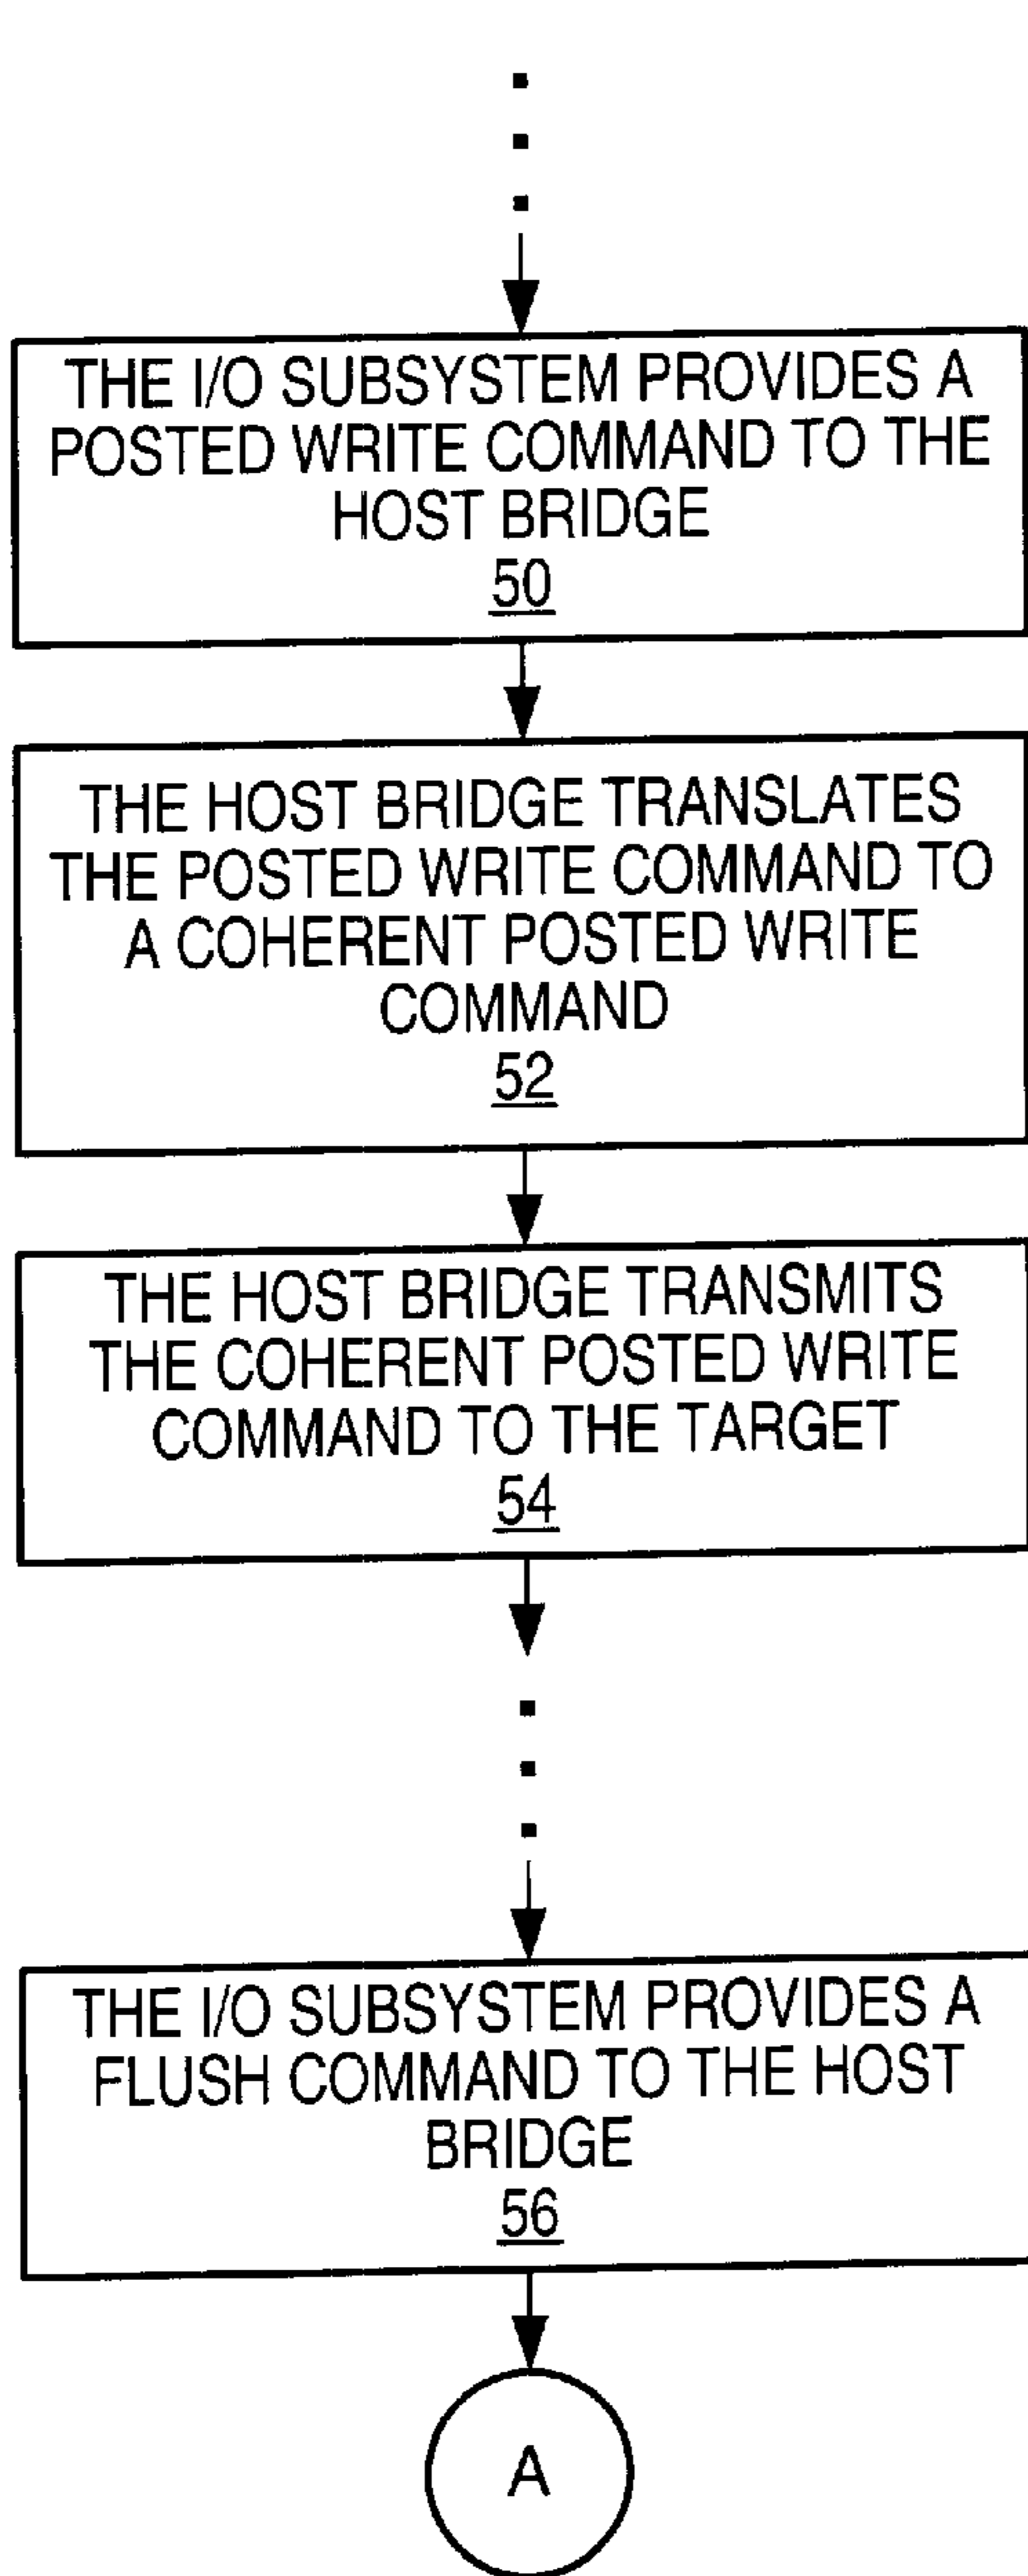 THE I/O SUBSYSTEM PROVIDES A
POSTED WRITE COMMAND TO THE
HOST BRIDGE
50
THE HOST BRIDGE TRANSLATES
THE POSTED WRITE COMMAND TO
A COHERENT POSTED WRITE
COMMAND
52
THE HOST BRIDGE TRANSMITS
THE COHERENT POSTED WRITE
COMMAND TO THE TARGET
54
THE I/O SUBSYSTEM PROVIDES A
FLUSH COMMAND TO THE HOST
BRIDGE
56
A